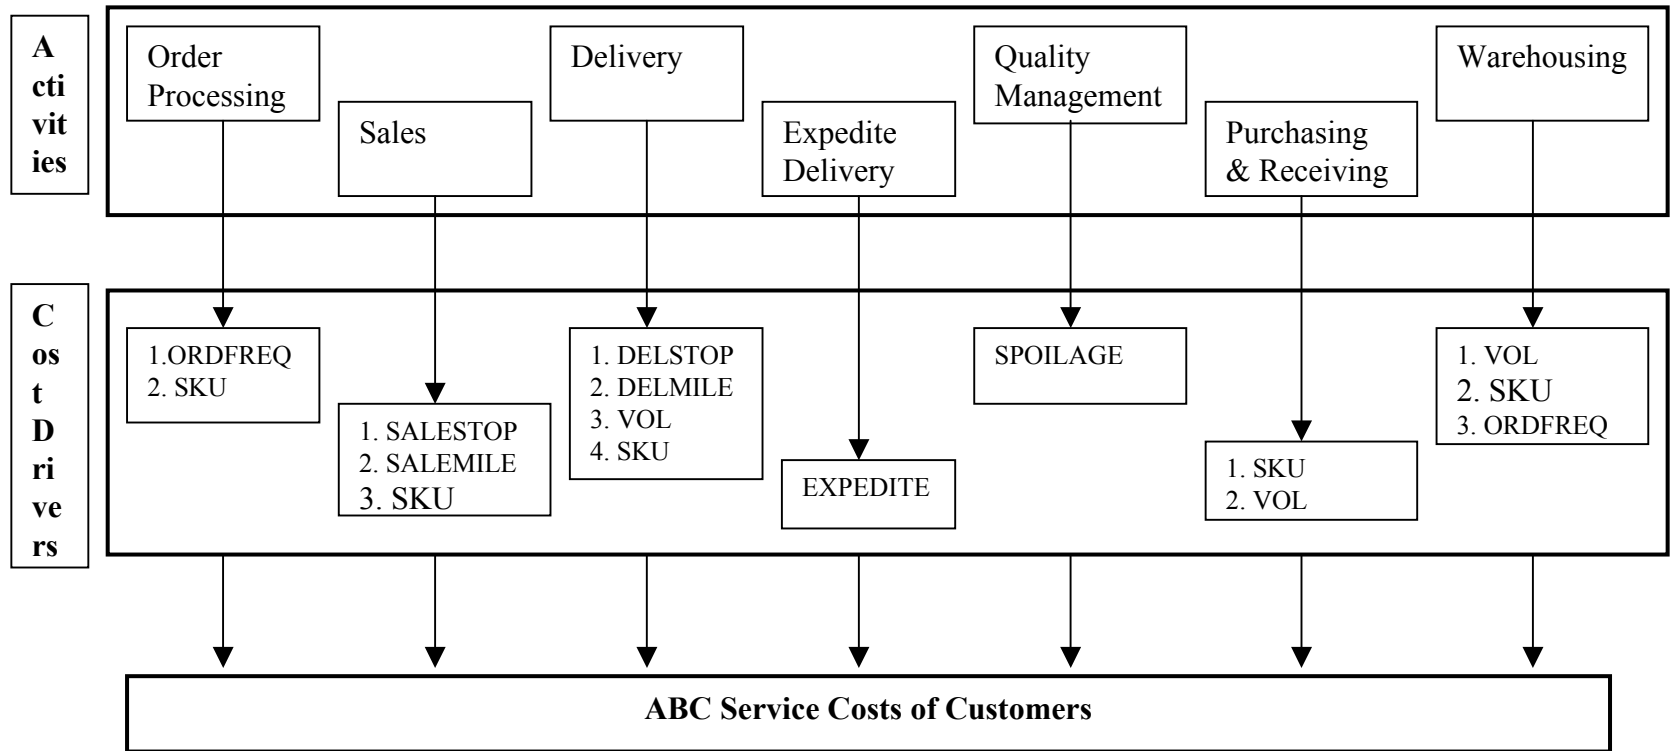 A
cti
vit
ies
Order
Processing
Sales
Delivery
Expedite
Delivery
Quality
Management
Purchasing
& Receiving
Warehousing
C
os
t
D
ri
ve
rs
1.ORDFREQ
2. SKU
1. SALESTOP
2. SALEMILE
3. SKU
1. DELSTOP
2. DELMILE
3. VOL
4. SKU
EXPEDITE
SPOILAGE
1. SKU
2. VOL
1. VOL
2. SKU
3. ORDFREQ
ABC Service Costs of Customers